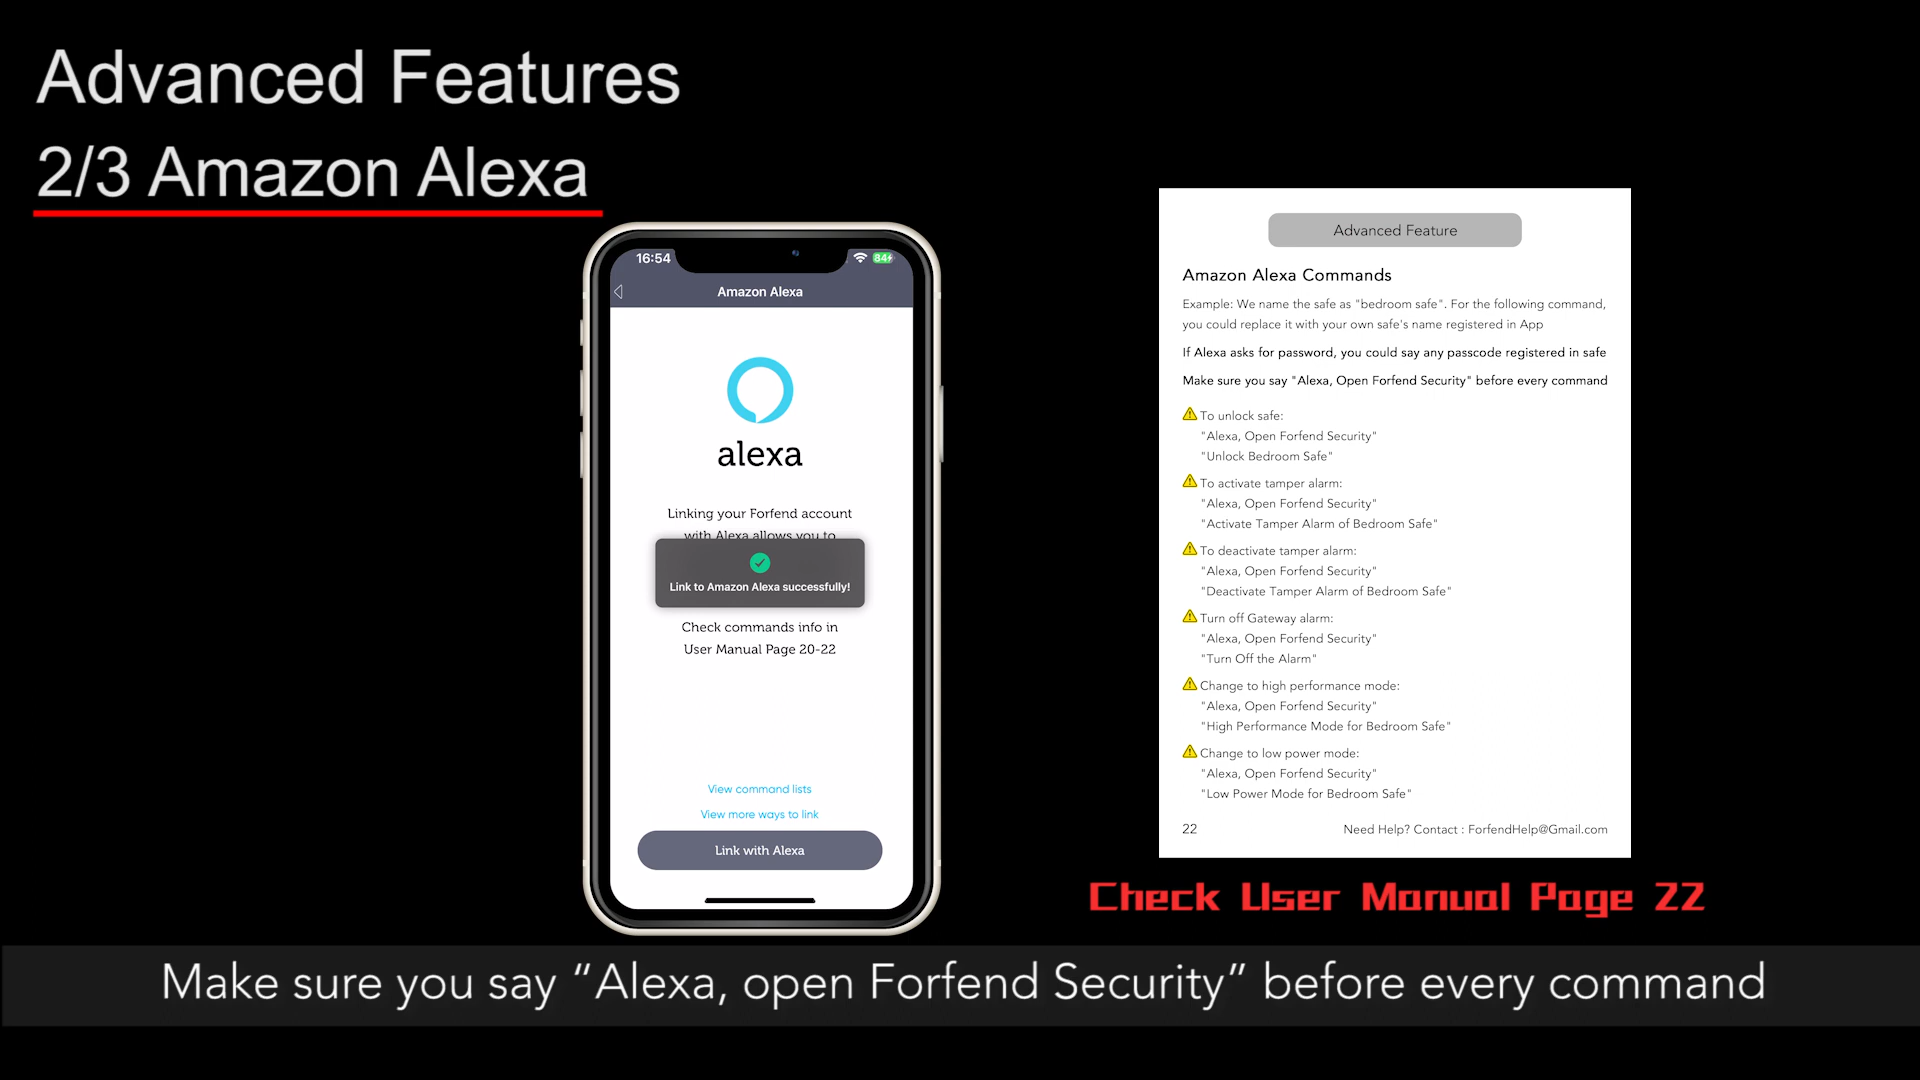 Advanced Features
2/3 Amazon Alexa
16:54
84
Amazon Alexa
alexa
Linking your Forfend account
with Alexa allows you to
Link to Amazon Alexa successfully!
Check commands info in
User Manual Page 20-22
View command lists
View more ways to link
Link with Alexa
Advanced Feature
Amazon Alexa Commands
Example: We name the safe as "bedroom safe". For the following command,
you could replace it with your own safe's name registered in App
If Alexa asks for password, you could say any passcode registered in safe
Make sure you say "Alexa, Open Forfend Security" before every command
To unlock safe:
"Alexa, Open Forfend Security"
"Unlock Bedroom Safe"
To activate tamper alarm:
"Alexa, Open Forfend Security"
"Activate Tamper Alarm of Bedroom Safe"
To deactivate tamper alarm:
"Alexa, Open Forfend Security"
"Deactivate Tamper Alarm of Bedroom Safe"
Turn off Gateway alarm:
"Alexa, Open Forfend Security"
"Turn Off the Alarm"
Change to high performance mode:
"Alexa, Open Forfend Security"
"High Performance Mode for Bedroom Safe"
Change to low power mode:
"Alexa, Open Forfend Security"
"Low Power Mode for Bedroom Safe"
22
Need Help? Contact : ForfendHelp@Gmail.com
Check User Manual Page 22
Make sure you say “Alexa, open Forfend Security” before every command